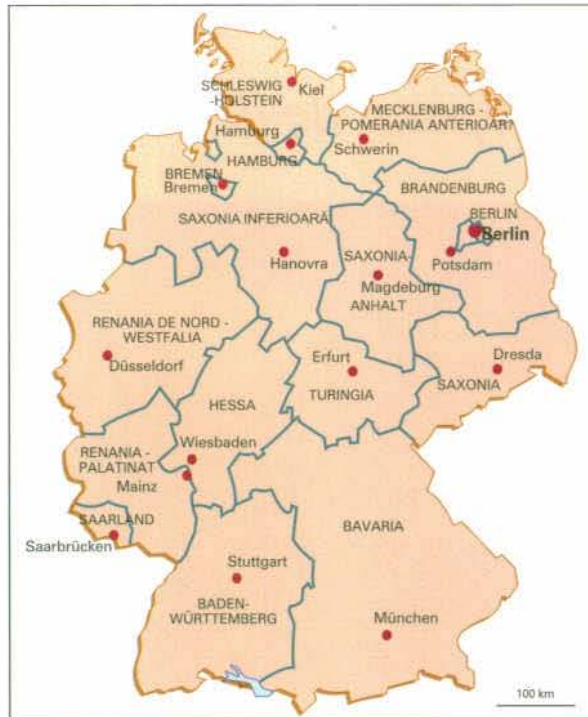 SCHLESWIG
-HOLSTEIN
Kiel
MECKLENBURG -
POMERANIA ANTERIOAR?
Hamburg
HAMBURG
Schwerin
BREMEN
Bremen
BRANDENBURG
BERLIN
Berlin
SAXONIA INFERIOARĂ
Hanovra
SAXONIA-
Magdeburg
ANHALT
Potsdam
RENANIA DE NORD -
WESTFALIA
Düsseldorf
Erfurt
TURINGIA
Dresda
SAXONIA
HESSA
Wiesbaden
RENANIA -
PALATINAT
Mainz
SAARLAND
Saarbrücken
BAVARIA
Stuttgart
BADEN-
WÜRTTEMBERG
München
100 km